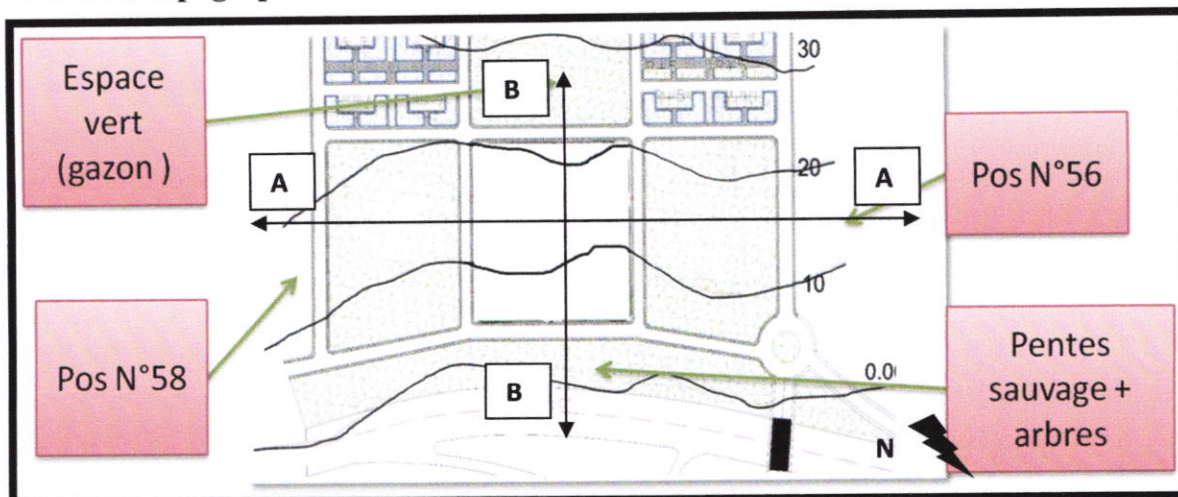 Espace
vert
(gazon )
B
30
A
20
A
Pos N°56
10
Pos N°58
0.0
B
N
Pentes
sauvage +
arbres